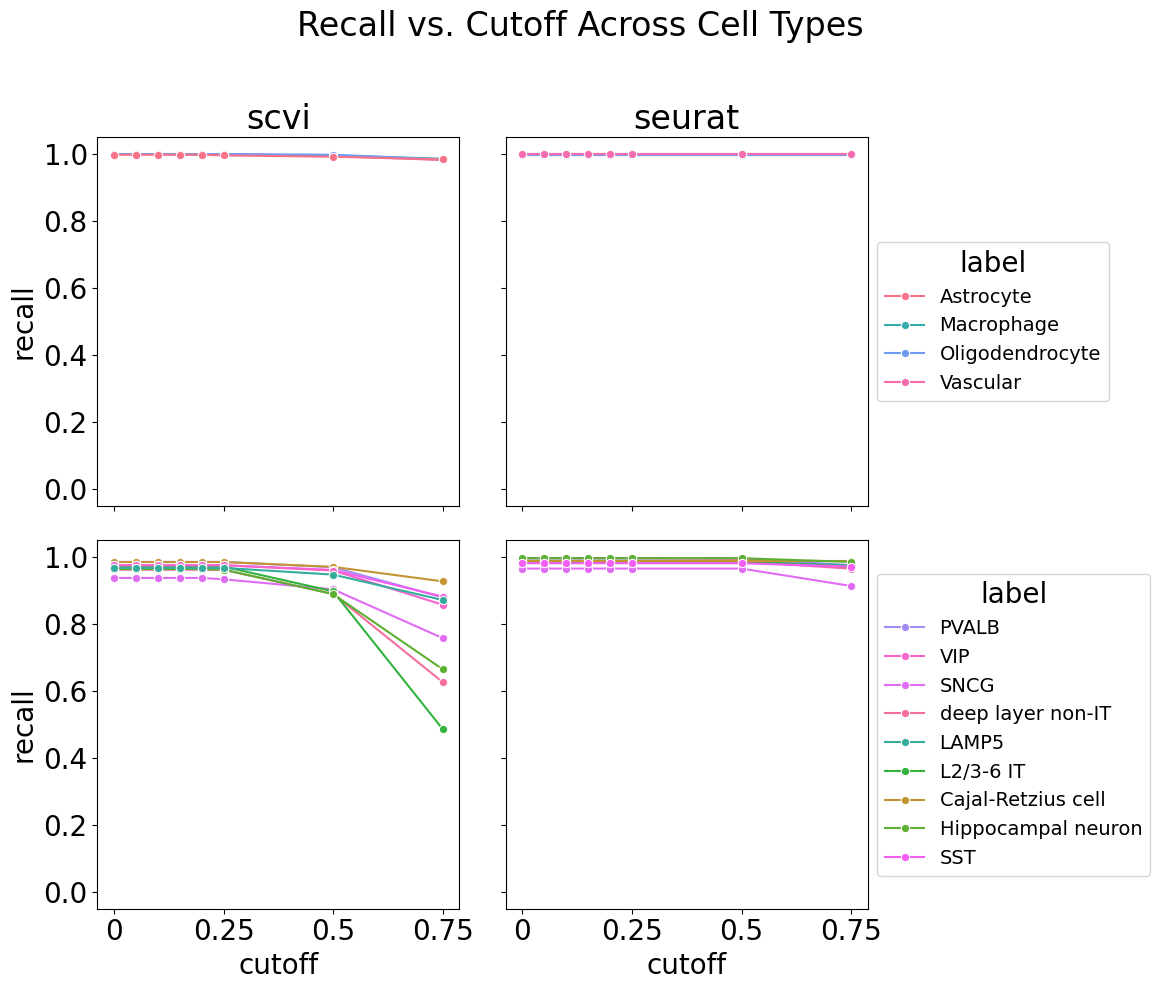 Recall vs. Cutoff Across Cell Types
scvi
seurat
1.0
0.8
0.6
0.4
0.2
0.0
recall
label
Astrocyte
Macrophage
Oligodendrocyte
Vascular
1.0
0.8
0.6
0.4
0.2
0.0
recall
0
0.25
0.5
0.75
cutoff
0
0.25
0.5
0.75
cutoff
label
PVALB
VIP
SNCG
deep layer non-IT
LAMP5
L2/3-6 IT
Cajal-Retzius cell
Hippocampal neuron
SST